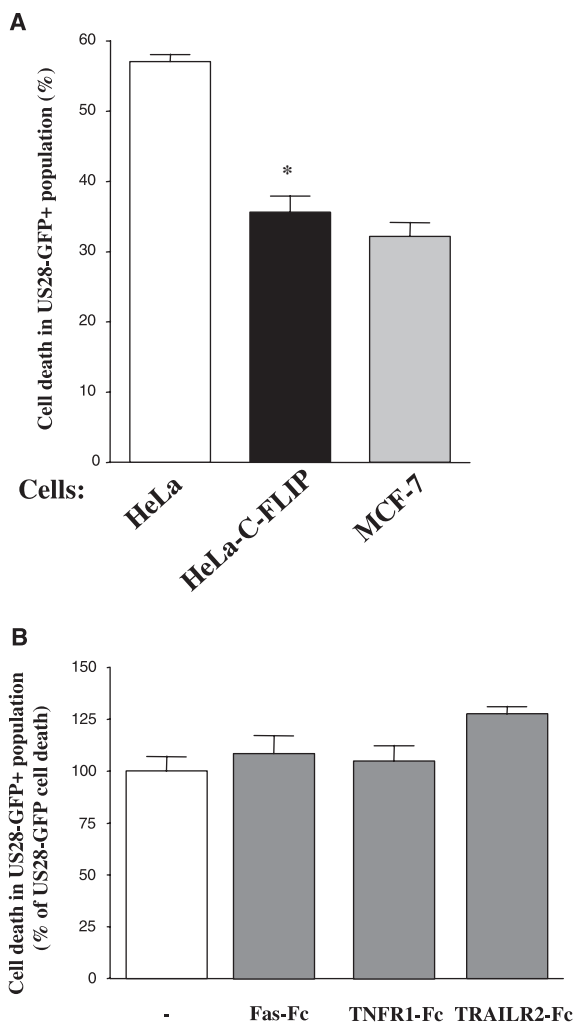 A
Cell death in US28-GFP+ population (%)
60
50
40
30
20
10
0
*
Cells:
HeLa
HeLa-C-FLIP
MCF-7
B
Cell death in US28-GFP+ population
(% of US28-GFP cell death)
150
125
100
75
50
25
0
-
Fas-Fc
TNFR1-Fc
TRAILR2-Fc